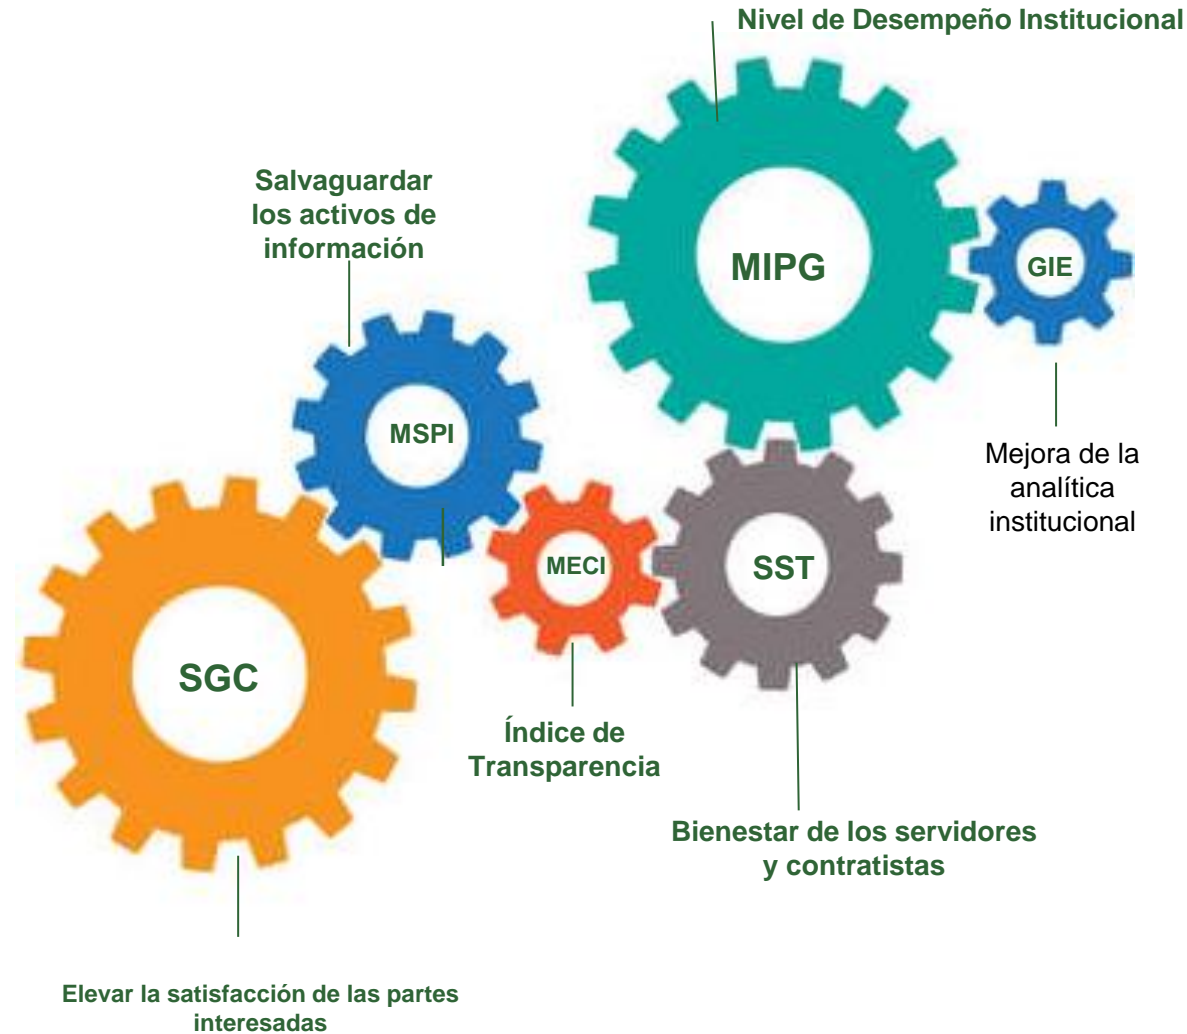 Nivel de Desempeño Institucional
Salvaguardar
los activos de
información
MIPG
GIE
MSPI
Mejora de la
analítica
institucional
MECI
SST
SGC
Índice de
Transparencia
Bienestar de los servidores
y contratistas
Elevar la satisfacción de las partes
interesadas